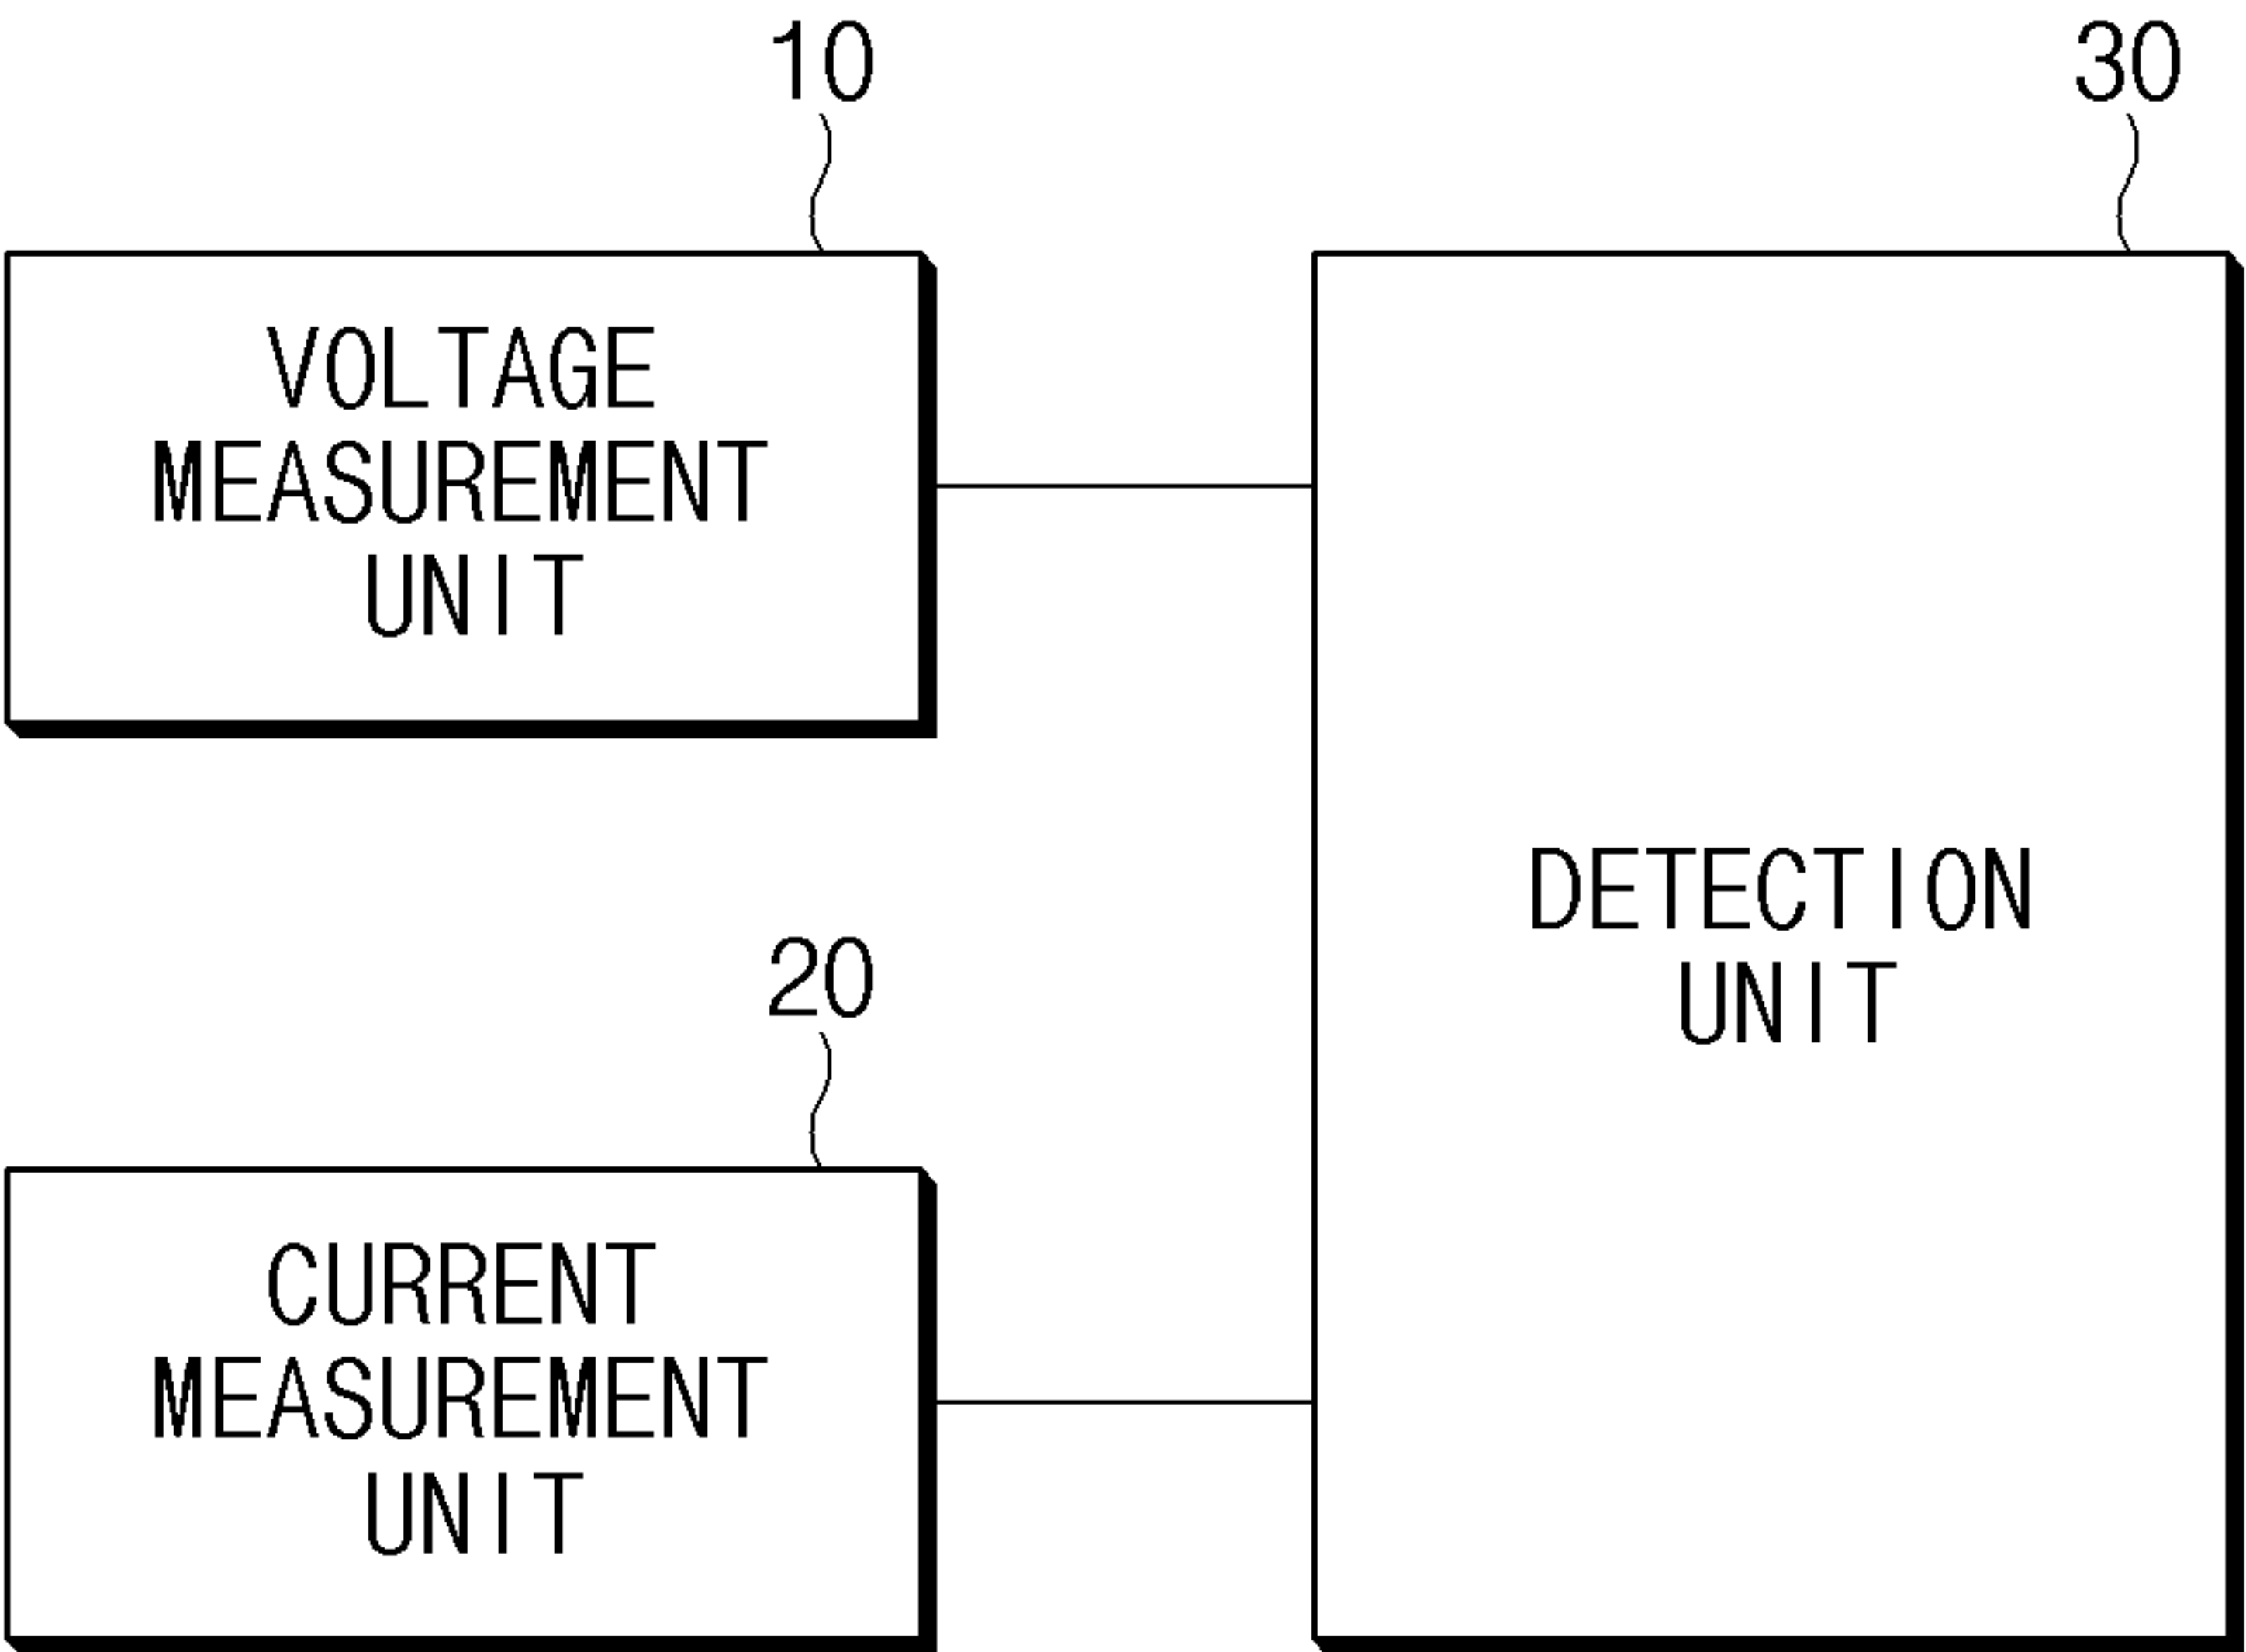 10
VOLTAGE
MEASUREMENT
UNIT
20
CURRENT
MEASUREMENT
UNIT
30
DETECTION
UNIT